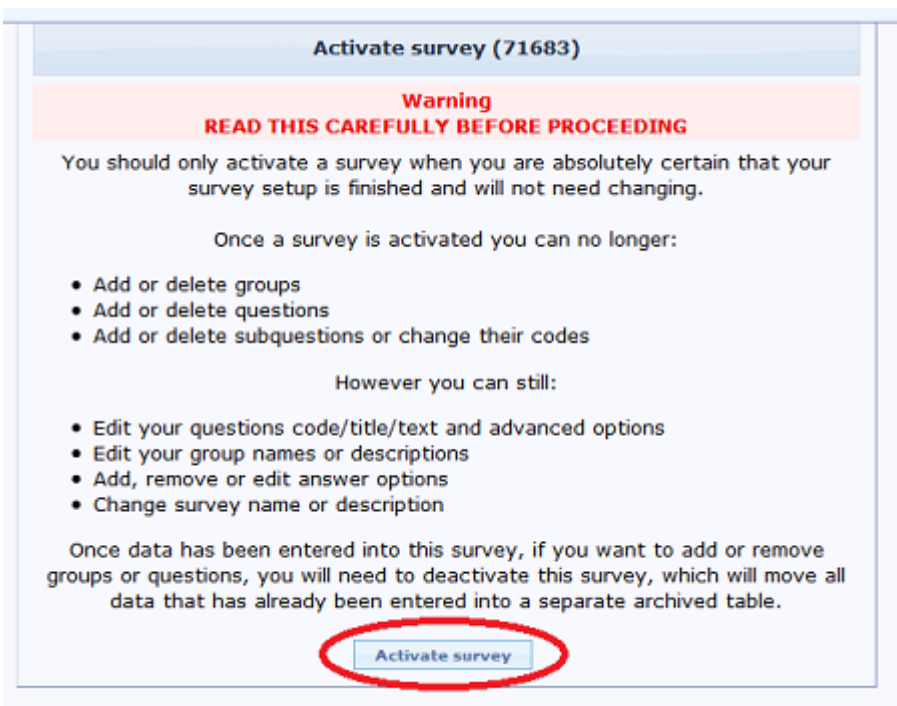 Activate survey (71683)
Warning
READ THIS CAREFULLY BEFORE PROCEEDING
You should only activate a survey when you are absolutely certain that your
survey setup is finished and will not need changing.
Once a survey is activated you can no longer:
• Add or delete groups
• Add or delete questions
• Add or delete subquestions or change their codes
However you can still:
• Edit your questions code/title/text and advanced options
• Edit your group names or descriptions
• Add, remove or edit answer options
• Change survey name or description
Once data has been entered into this survey, if you want to add or remove
groups or questions, you will need to deactivate this survey, which will move all
data that has already been entered into a separate archived table.
Activate survey